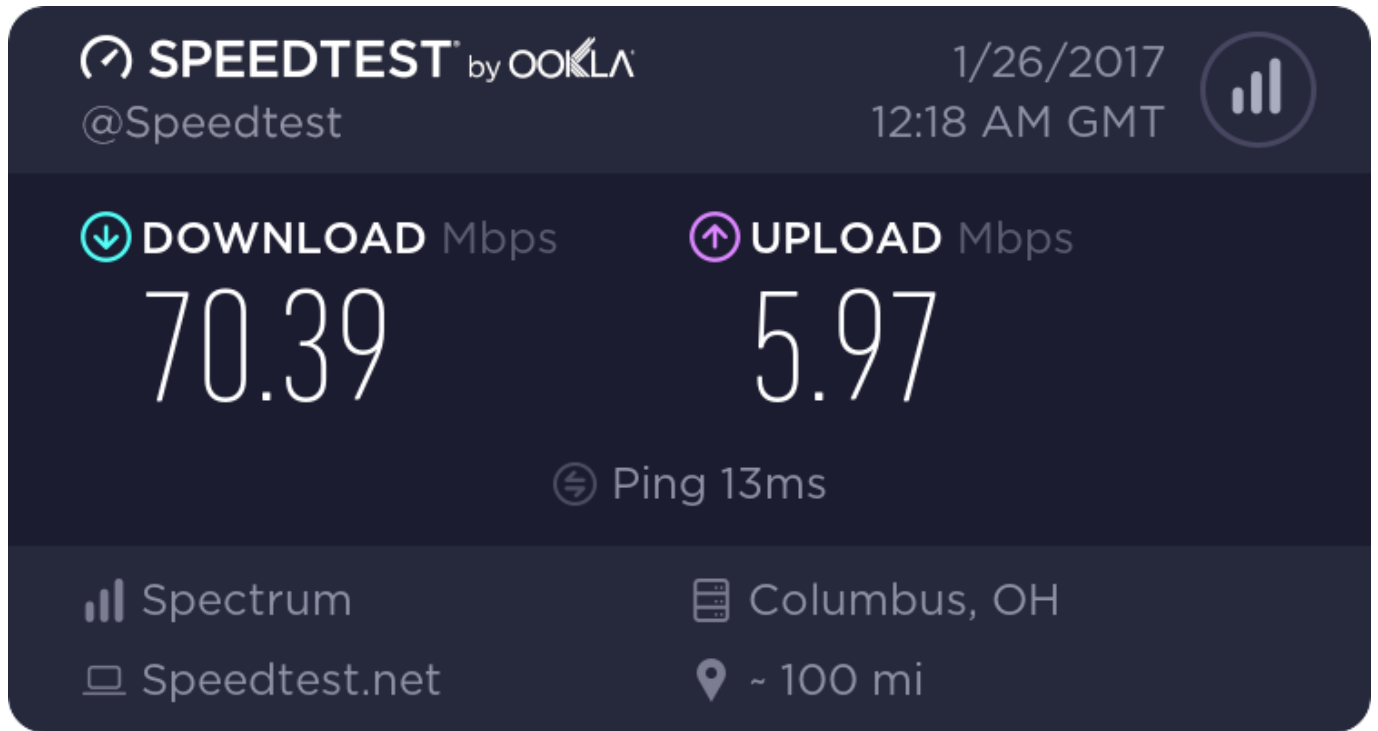 SPEEDTEST® by OOKLA®
@Speedtest
1/26/2017
12:18 AM GMT
DOWNLOAD Mbps
70.39
UPLOAD Mbps
5.97
Ping 13ms
Spectrum
Columbus, OH
Speedtest.net
~ 100 mi